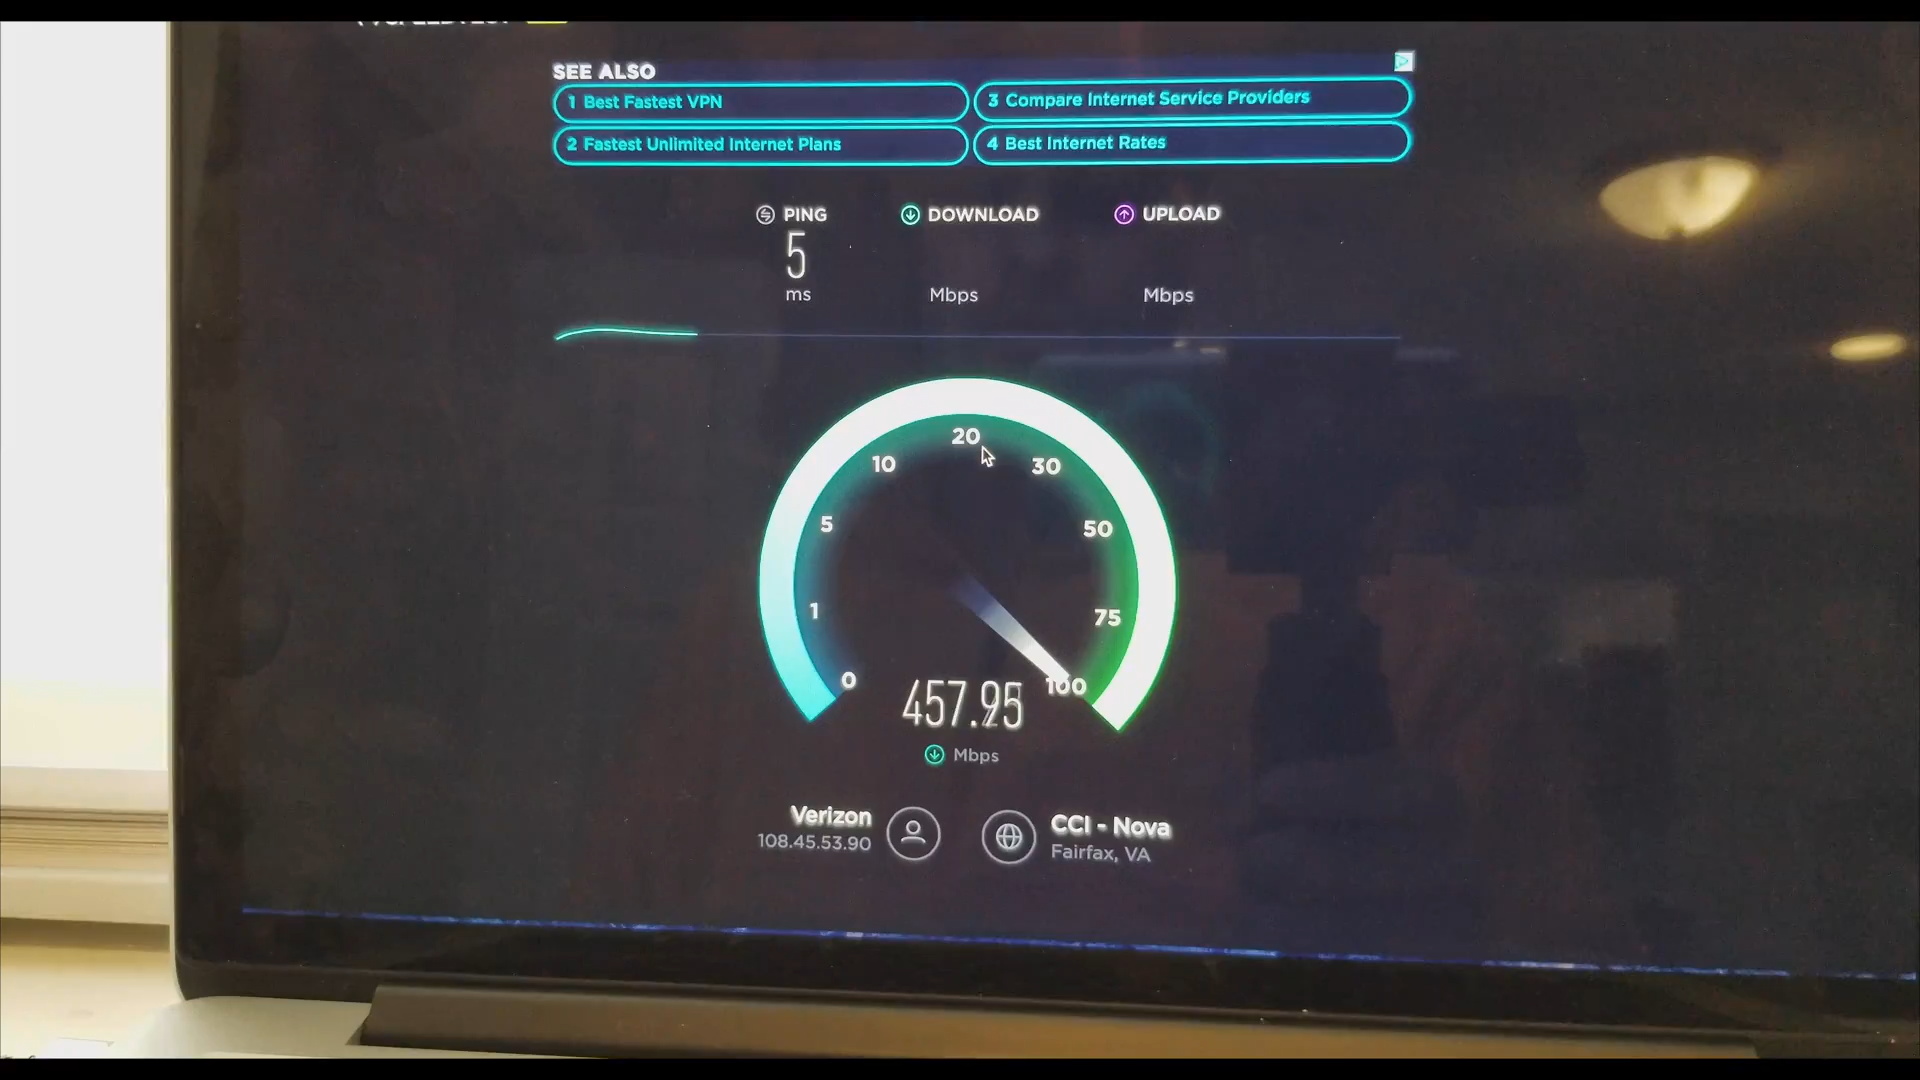 SEE ALSO
1 Best Fastest VPN
3 Compare Internet Service Providers
2 Fastest Unlimited Internet Plans
4 Best Internet Rates
PING
DOWNLOAD
UPLOAD
5
ms
Mbps
Mbps
0
1
5
10
20
30
50
75
100
457.95
Mbps
Verizon
108.45.53.90
CCI - Nova
Fairfax, VA